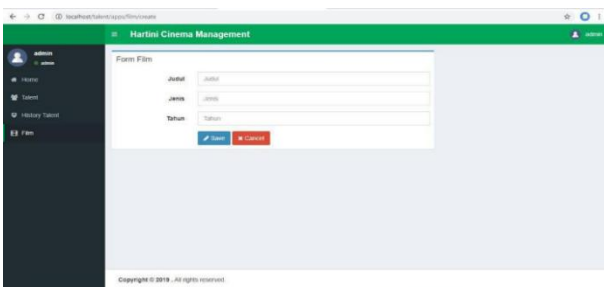 localhost/talent/apps/film/create
Hartini Cinema Management
admin
admin
admin
Home
Talent
History Talent
Film
Form Film
Judul
Judul
Jenis
Jenis
Tahun
Tahun
Save
Cancel
Copyright © 2019 . All rights reserved.